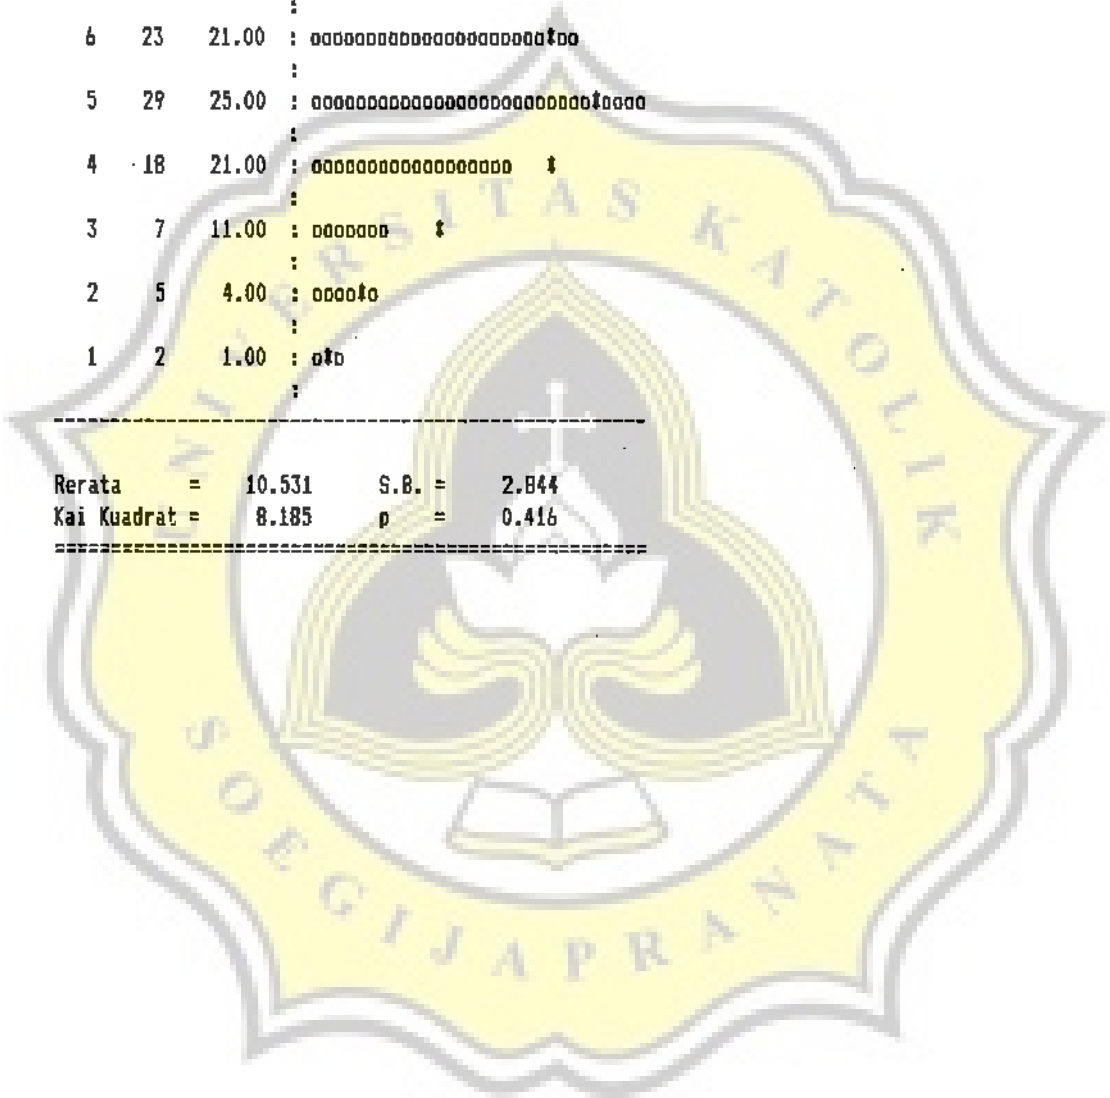 :
6 23 21.00 : ooooooooooooooooooooo*oo
:
5 29 25.00 : ooooooooooooooooooooooooo*oooo
:
4 18 21.00 : oooooooooooooooooo *
:
3 7 11.00 : ooooooo *
:
2 5 4.00 : oooo*o
:
1 2 1.00 : o*o
:
-----------------------------------------------------
Rerata = 10.531 S.B. = 2.844
Kai Kuadrat = 8.185 p = 0.416
=====================================================
UNIVERSITAS KATOLIK
SOEGIJAPRANATA